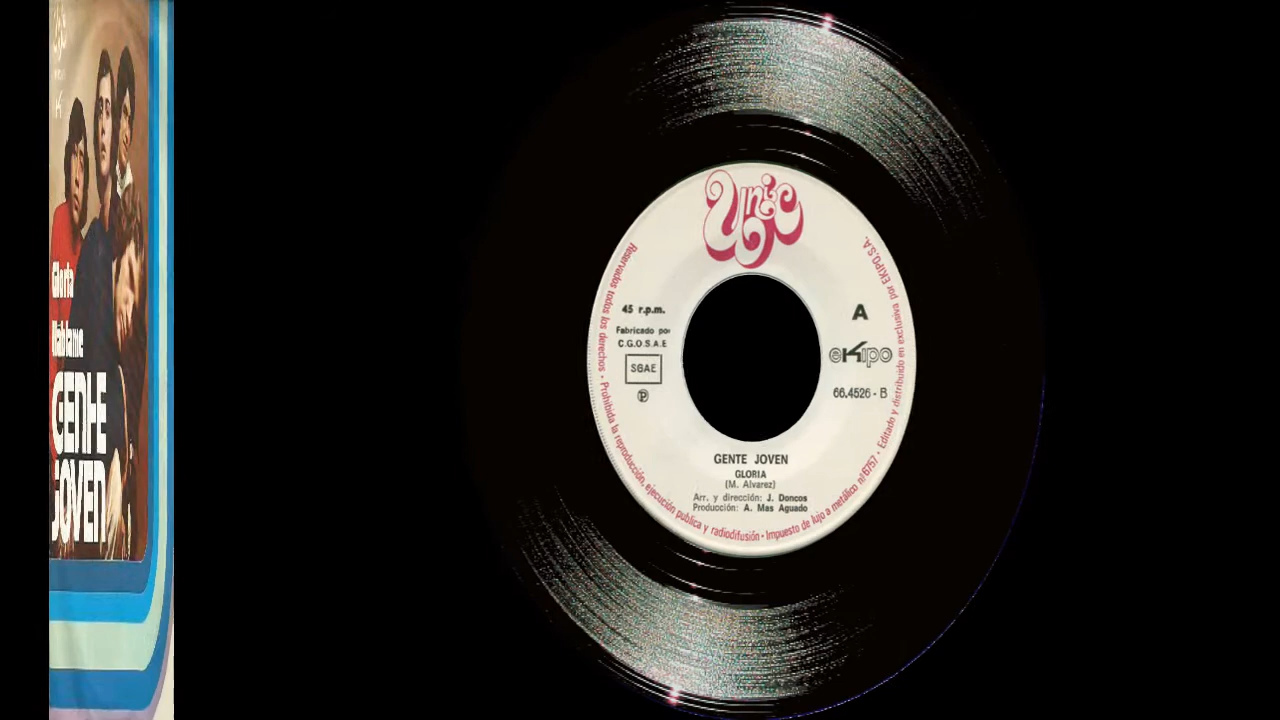 Gloria
Háblame
GENTE
JOVEN
Unic
Reservados todos los derechos • Prohibida la reproducción, ejecución publica y radiodifusión • Impuesto de lujo a metálico nº 6757 • Editado y distribuido en exclusiva por EKIPO, S.A.
45 r.p.m.
Fabricado por
C.G.O.S.A.E
SGAE
℗
A
eKipo
66.4526 - B
GENTE JOVEN
GLORIA
(M. Alvarez)
Arr. y dirección: J. Doncos
Producción: A. Mas Aguado